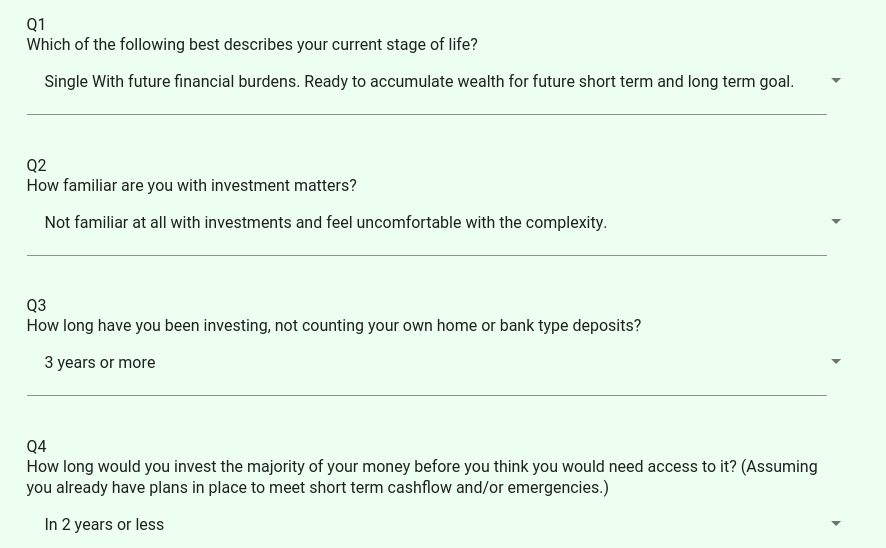 Q1
Which of the following best describes your current stage of life?
Single With future financial burdens. Ready to accumulate wealth for future short term and long term goal.
Q2
How familiar are you with investment matters?
Not familiar at all with investments and feel uncomfortable with the complexity.
Q3
How long have you been investing, not counting your own home or bank type deposits?
3 years or more
Q4
How long would you invest the majority of your money before you think you would need access to it? (Assuming
you already have plans in place to meet short term cashflow and/or emergencies.)
In 2 years or less